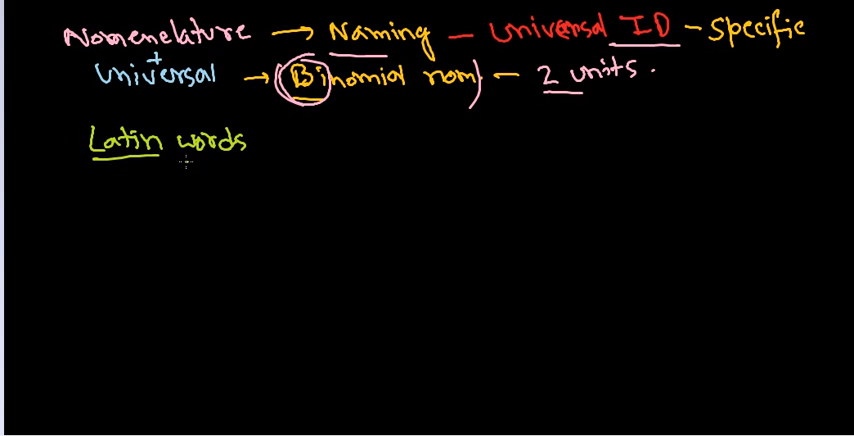 Nomenclature → Naming — Universal ID — Specific
+
Universal → (Binomial nom) — 2 units.
Latin words